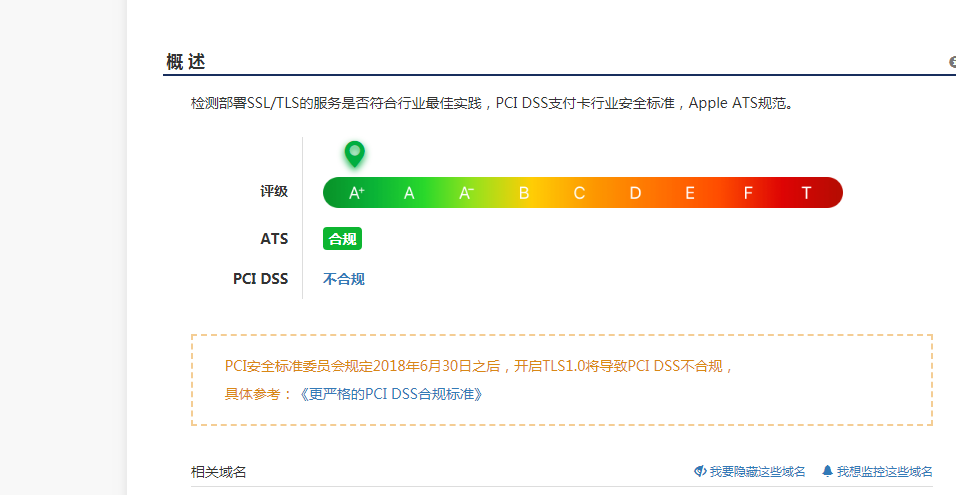 概 述
检测部署SSL/TLS的服务是否符合行业最佳实践，PCI DSS支付卡行业安全标准，Apple ATS规范。
评级 A+ A A- B C D E F T
ATS 合规
PCI DSS 不合规
PCI安全标准委员会规定2018年6月30日之后，开启TLS1.0将导致PCI DSS不合规，
具体参考：《更严格的PCI DSS合规标准》
相关域名 我要隐藏这些域名 我想监控这些域名